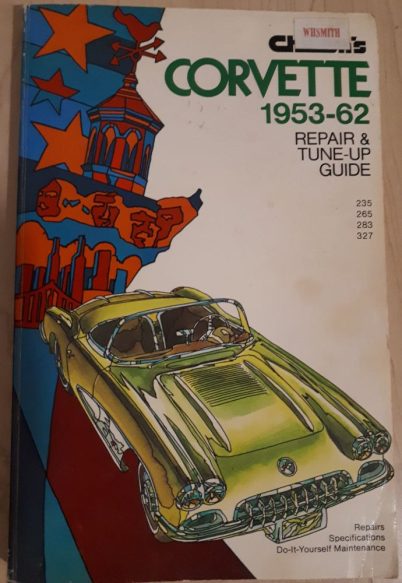 WHSMITH
CORVETTE
1953-62
REPAIR &
TUNE-UP
GUIDE
235
265
283
327
Repairs
Specifications
Do-It-Yourself Maintenance